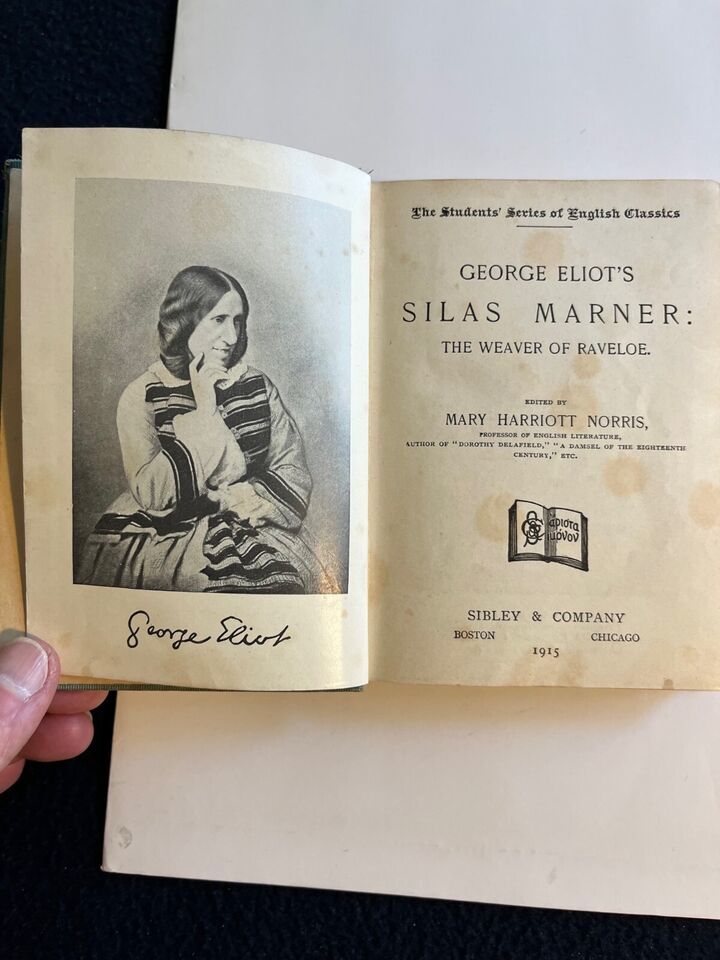 George Eliot
The Students' Series of English Classics
GEORGE ELIOT'S
SILAS MARNER:
THE WEAVER OF RAVELOE.
EDITED BY
MARY HARRIOTT NORRIS,
PROFESSOR OF ENGLISH LITERATURE,
AUTHOR OF "DOROTHY DELAFIELD," "A DAMSEL OF THE EIGHTEENTH
CENTURY," ETC.
άριστα
μόνον
SIBLEY & COMPANY
BOSTON CHICAGO
1915